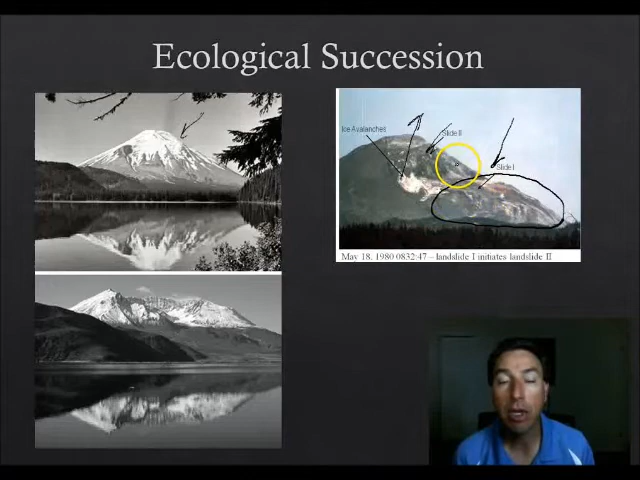 Ecological Succession
Ice Avalanches
Slide II
Slide I
May 18, 1980 0832:47 – landslide I initiates landslide II